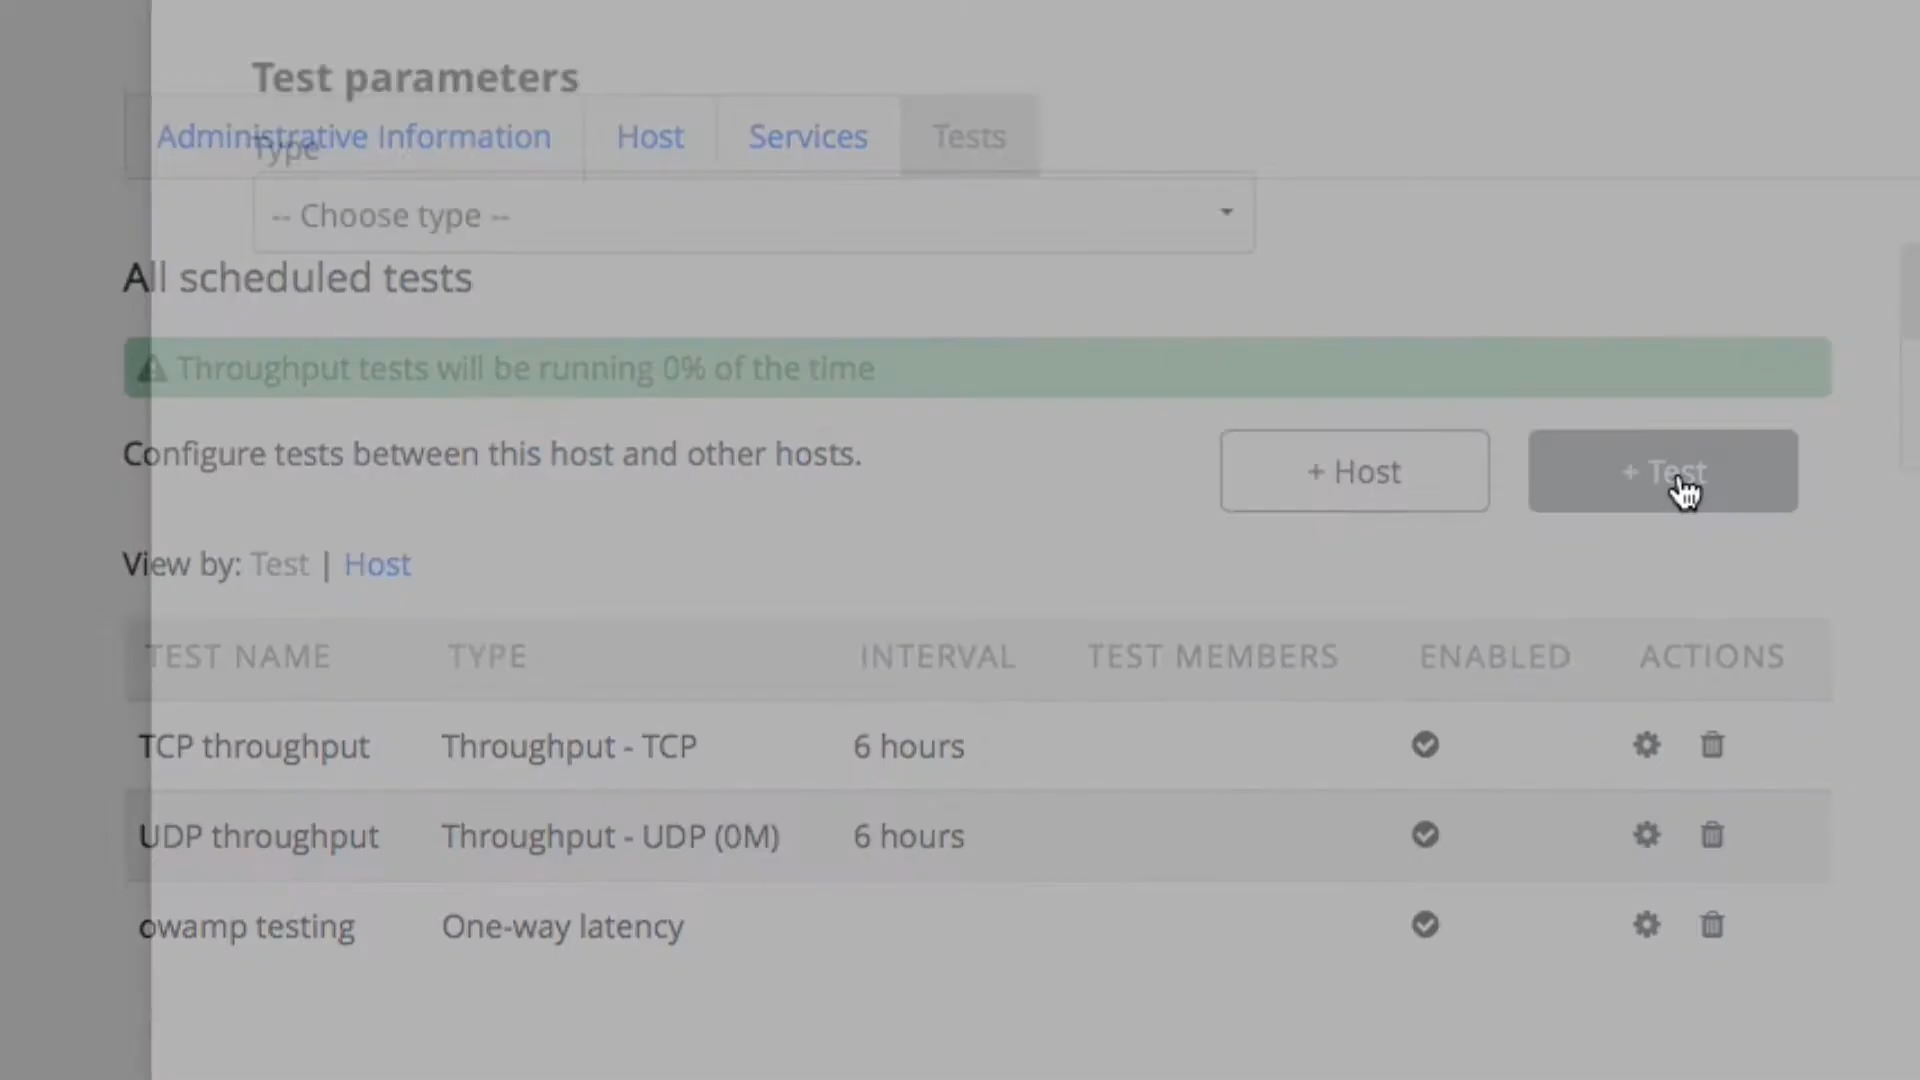 Test parameters
Administrative Information Host Services Tests
Type
-- Choose type --
All scheduled tests
Throughput tests will be running 0% of the time
Configure tests between this host and other hosts.
+ Host
+ Test
View by: Test | Host
TEST NAME TYPE INTERVAL TEST MEMBERS ENABLED ACTIONS
TCP throughput Throughput - TCP 6 hours
UDP throughput Throughput - UDP (0M) 6 hours
owamp testing One-way latency